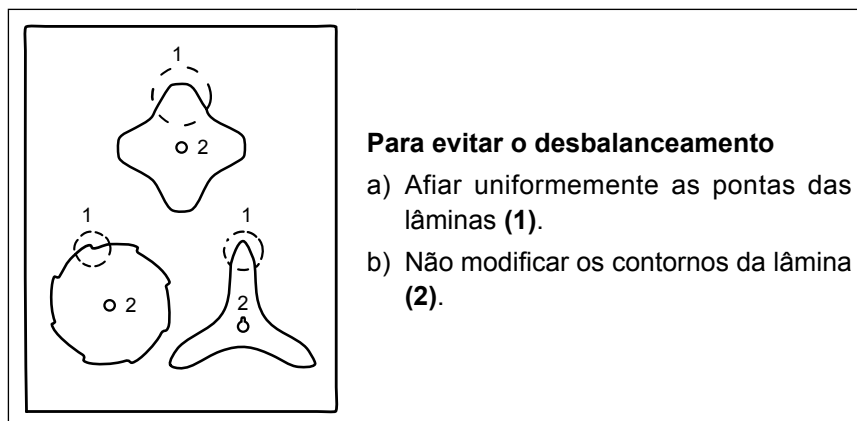 1
2
1
2
1
2
Para evitar o desbalanceamento
a) Afiar uniformemente as pontas das
lâminas (1).
b) Não modificar os contornos da lâmina
(2).